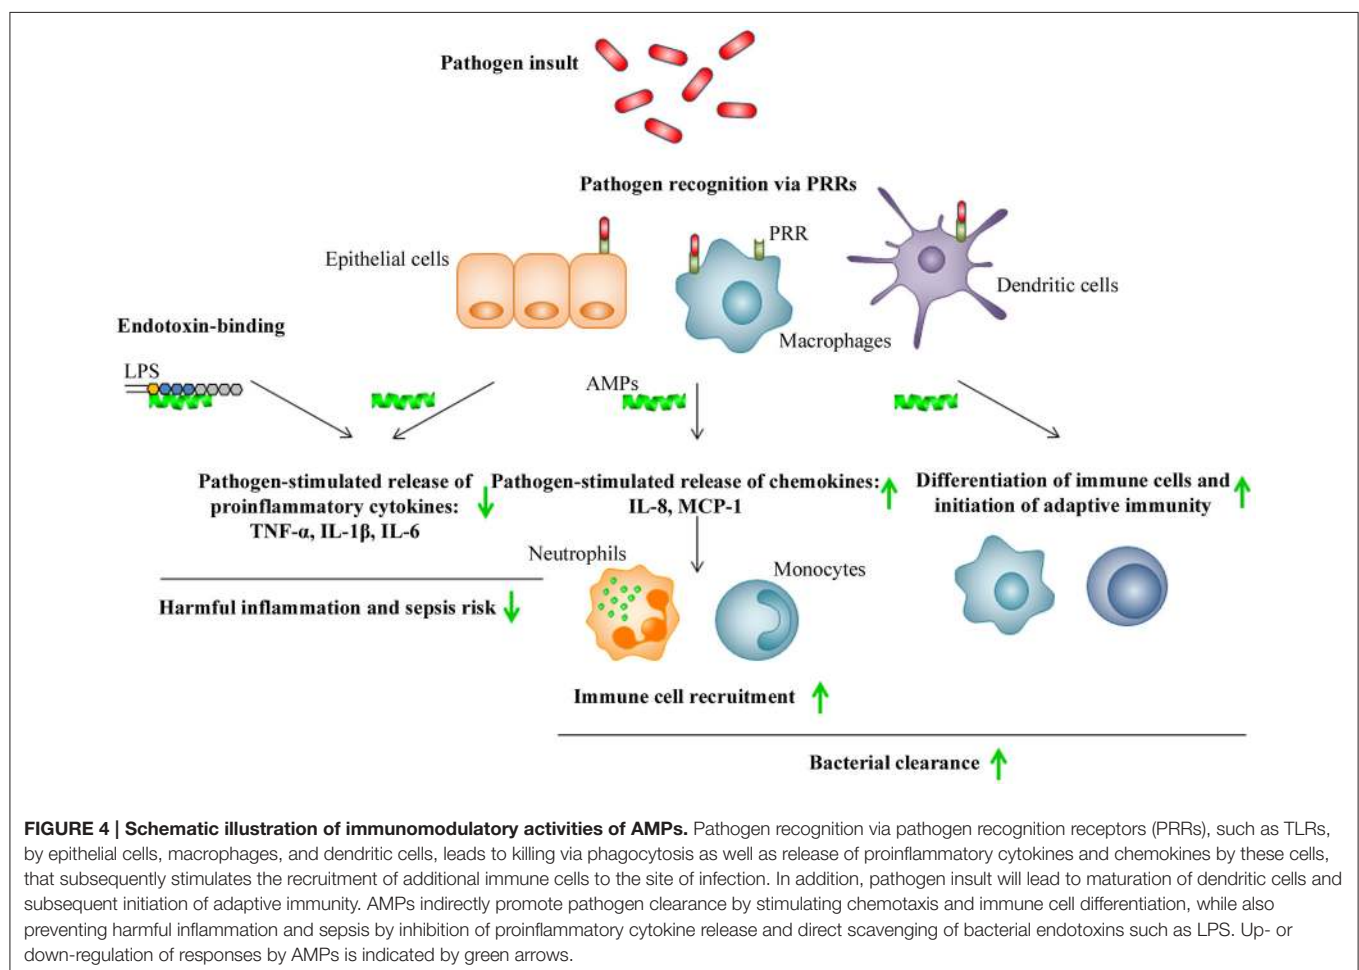 Pathogen insult
Pathogen recognition via PRRs
PRR
Epithelial cells
Dendritic cells
Macrophages
Endotoxin-binding
LPS
AMPs
Pathogen-stimulated release of
proinflammatory cytokines:
TNF-α, IL-1β, IL-6
Pathogen-stimulated release of chemokines:
IL-8, MCP-1
Differentiation of immune cells and
initiation of adaptive immunity
Neutrophils
Monocytes
Harmful inflammation and sepsis risk
Immune cell recruitment
Bacterial clearance
FIGURE 4 | Schematic illustration of immunomodulatory activities of AMPs. Pathogen recognition via pathogen recognition receptors (PRRs), such as TLRs,
by epithelial cells, macrophages, and dendritic cells, leads to killing via phagocytosis as well as release of proinflammatory cytokines and chemokines by these cells,
that subsequently stimulates the recruitment of additional immune cells to the site of infection. In addition, pathogen insult will lead to maturation of dendritic cells and
subsequent initiation of adaptive immunity. AMPs indirectly promote pathogen clearance by stimulating chemotaxis and immune cell differentiation, while also
preventing harmful inflammation and sepsis by inhibition of proinflammatory cytokine release and direct scavenging of bacterial endotoxins such as LPS. Up- or
down-regulation of responses by AMPs is indicated by green arrows.